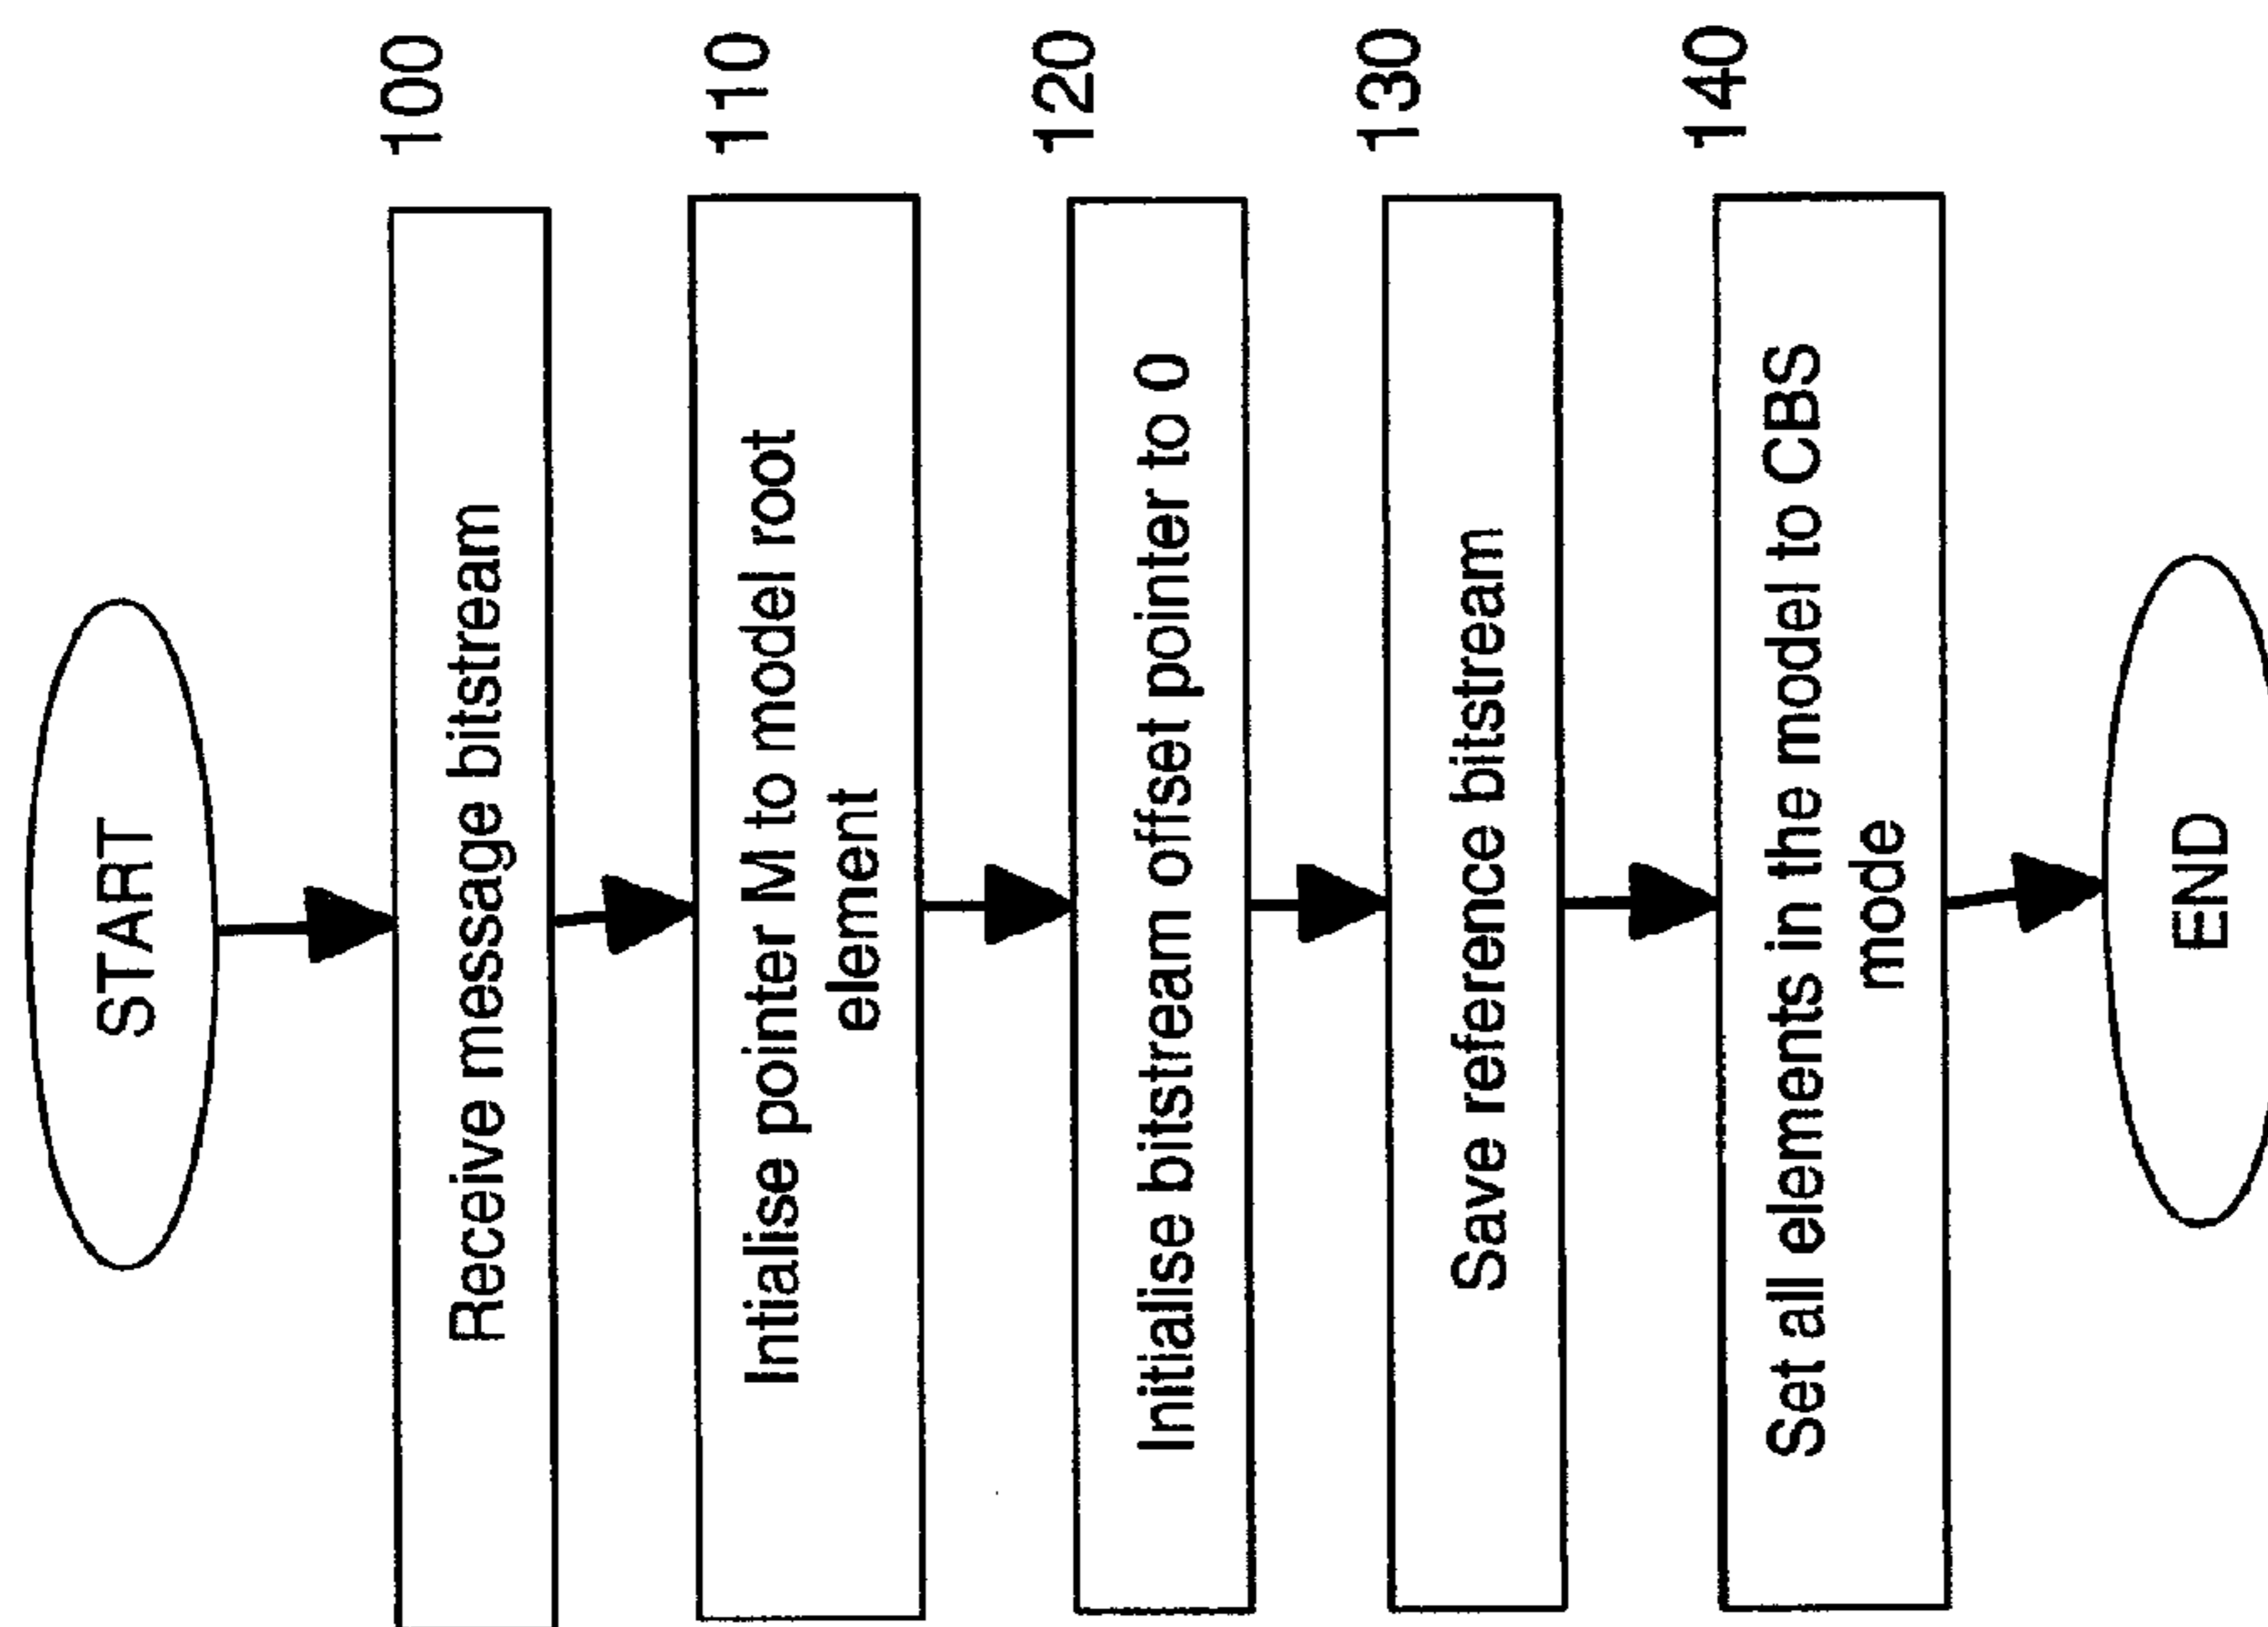 START
Receive message bitstream
100
Intialise pointer M to model root
element
110
Initialise bitstream offset pointer to 0
120
Save reference bitstream
130
Set all elements in the model to CBS
mode
140
END